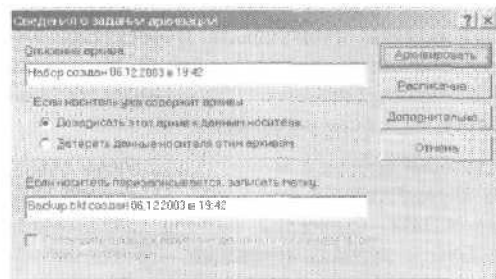 Сведения о задании архивации
Описание архива:
Набор создан 06.12.2003 в 19:42
Если носитель уже содержит архивы
Дозаписать этот архив к данным носителя.
Затереть данные носителя этим архивом.
Если носитель перезаписывается, записать метку:
Backup.bkf создан 06.12.2003 в 19:42
Архивировать
Расписание...
Дополнительно...
Отмена